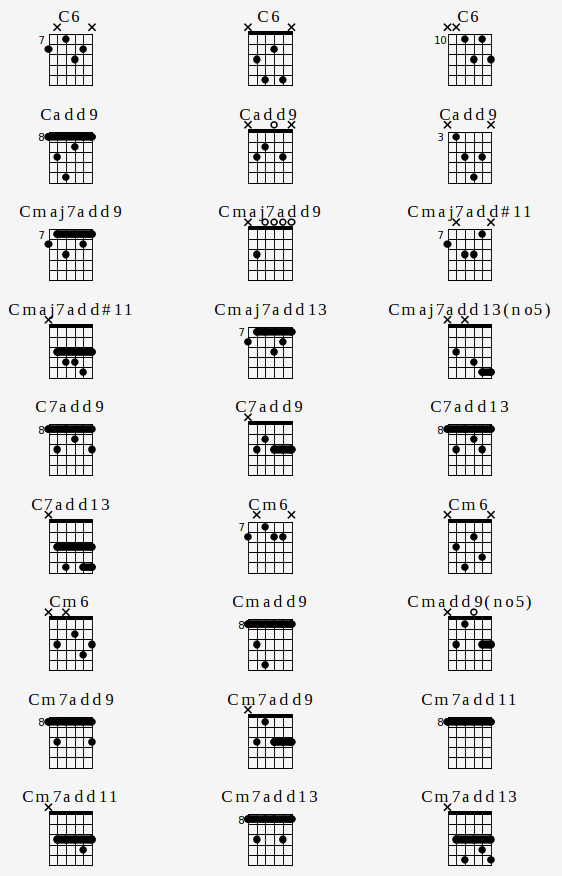 C6 C6 C6
7 10
Cadd9 Cadd9 Cadd9
8 3
Cmaj7add9 Cmaj7add9 Cmaj7add#11
7 7
Cmaj7add#11 Cmaj7add13 Cmaj7add13(no5)
7
C7add9 C7add9 C7add13
8 8
C7add13 Cm6 Cm6
7
Cm6 Cmadd9 Cmadd9(no5)
8
Cm7add9 Cm7add9 Cm7add11
8 8
Cm7add11 Cm7add13 Cm7add13
8